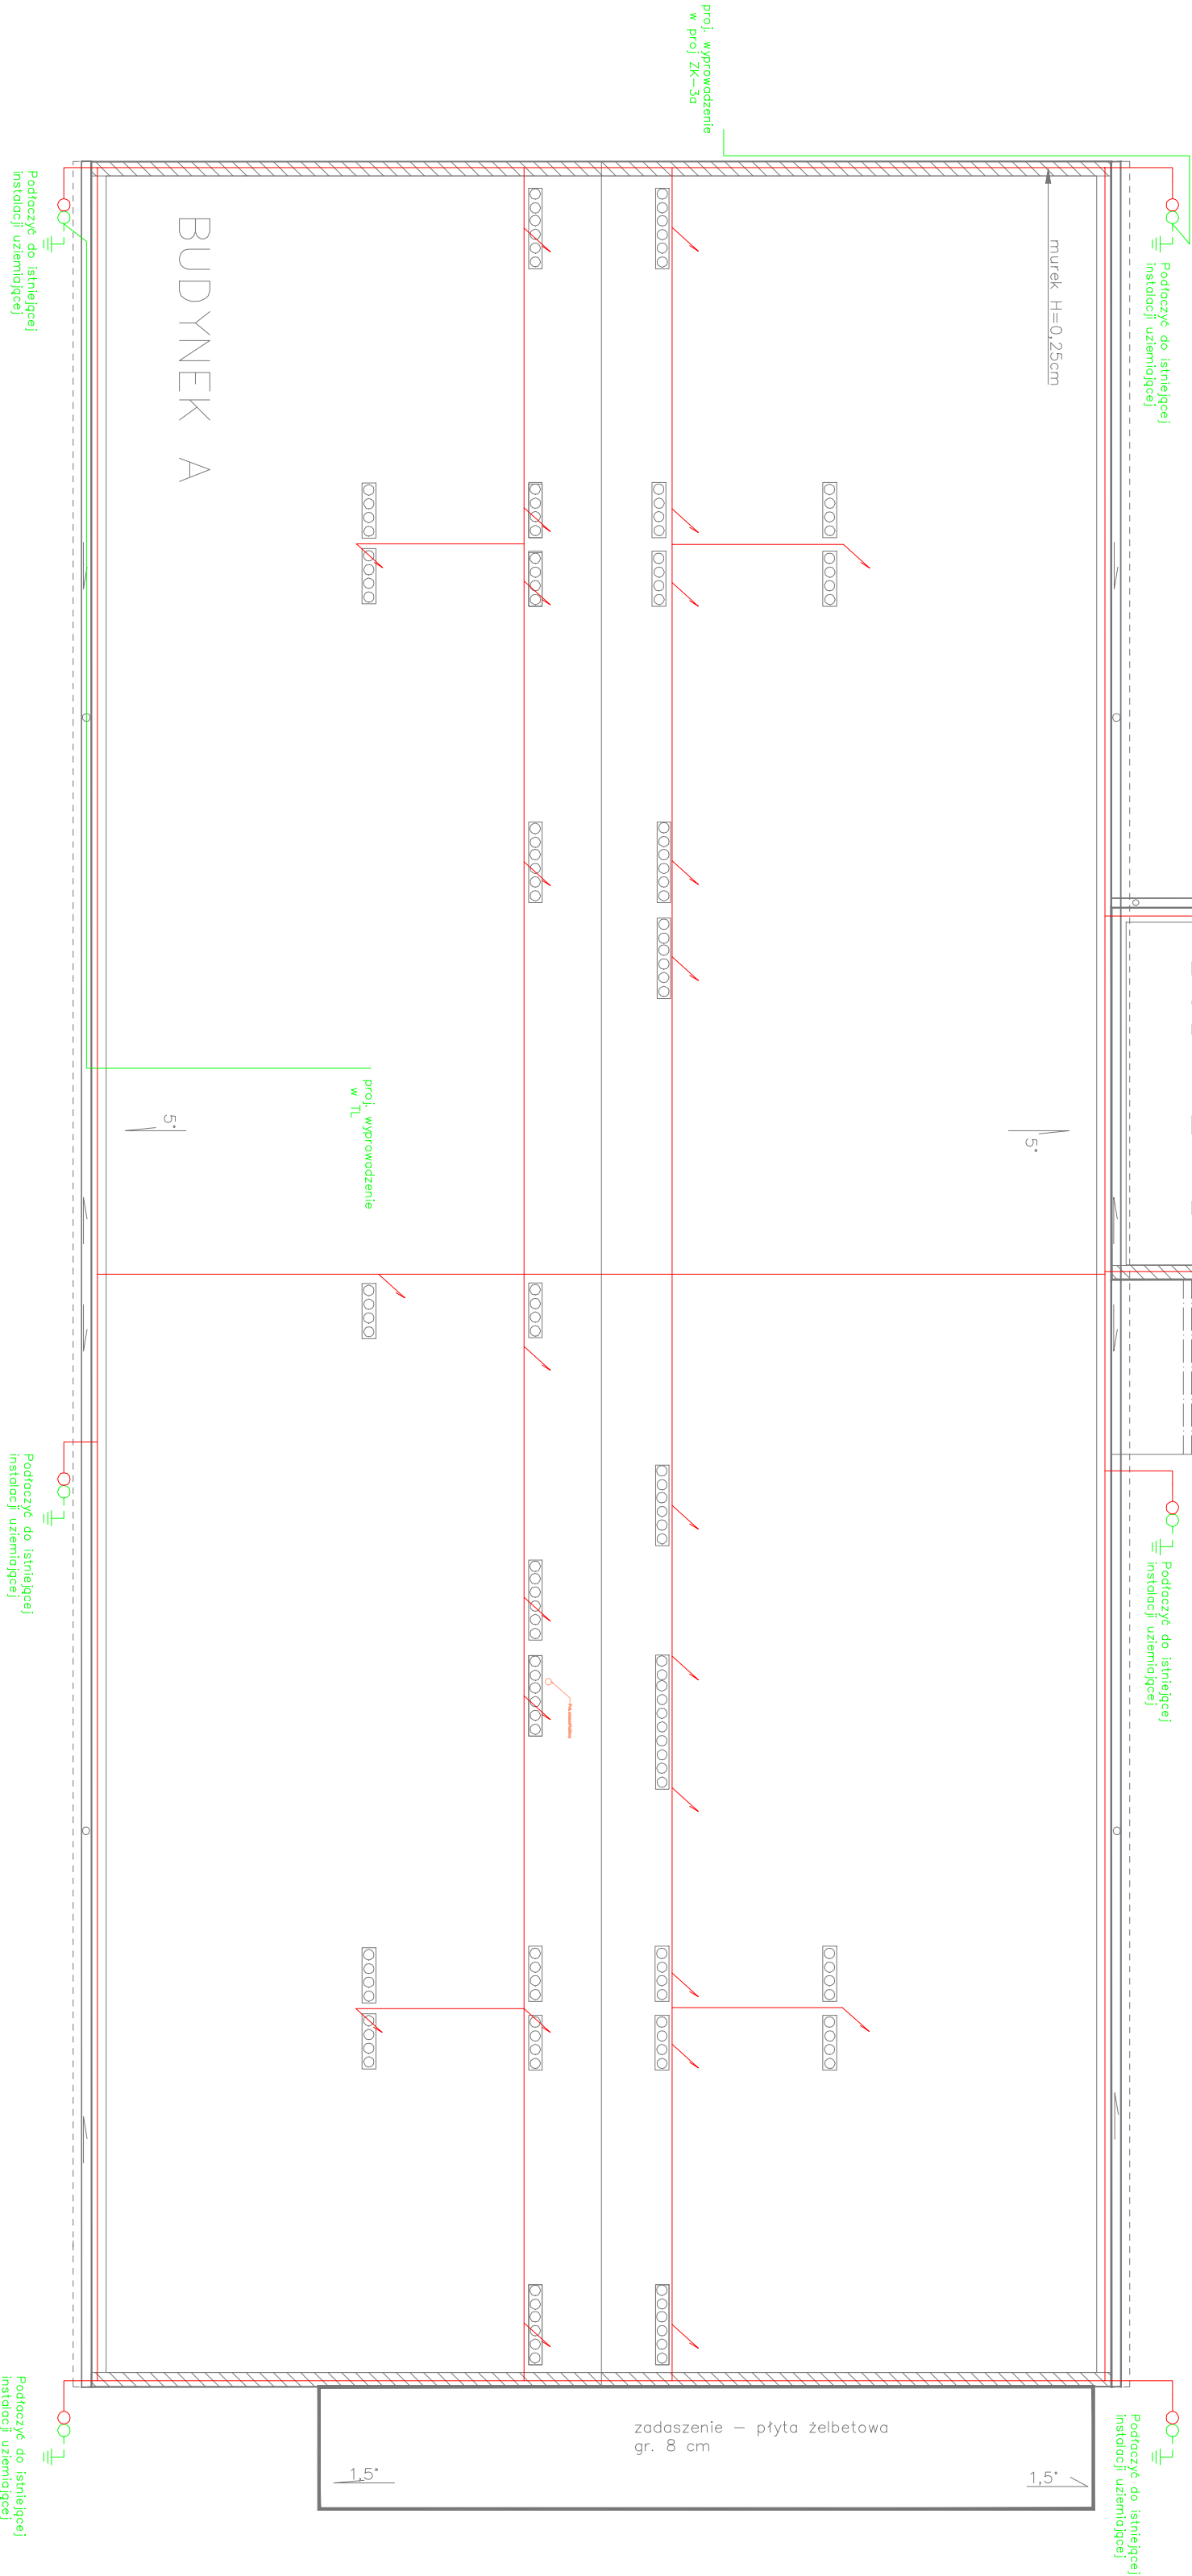 proj. wyprowadzenie
w proj ZK-3a
Podłączyć do istniejącej
instalacji uziemiającej
Podłączyć do istniejącej
instalacji uziemiającej
murek H=0,25cm
BUDYNEK A
proj. wyprowadzenie
w TL
5°
5°
Podłączyć do istniejącej
instalacji uziemiającej
Podłączyć do istniejącej
instalacji uziemiającej
zadaszenie – płyta żelbetowa
gr. 8 cm
1,5°
1,5°
Podłączyć do istniejącej
instalacji uziemiającej
Podłączyć do istniejącej
instalacji uziemiającej